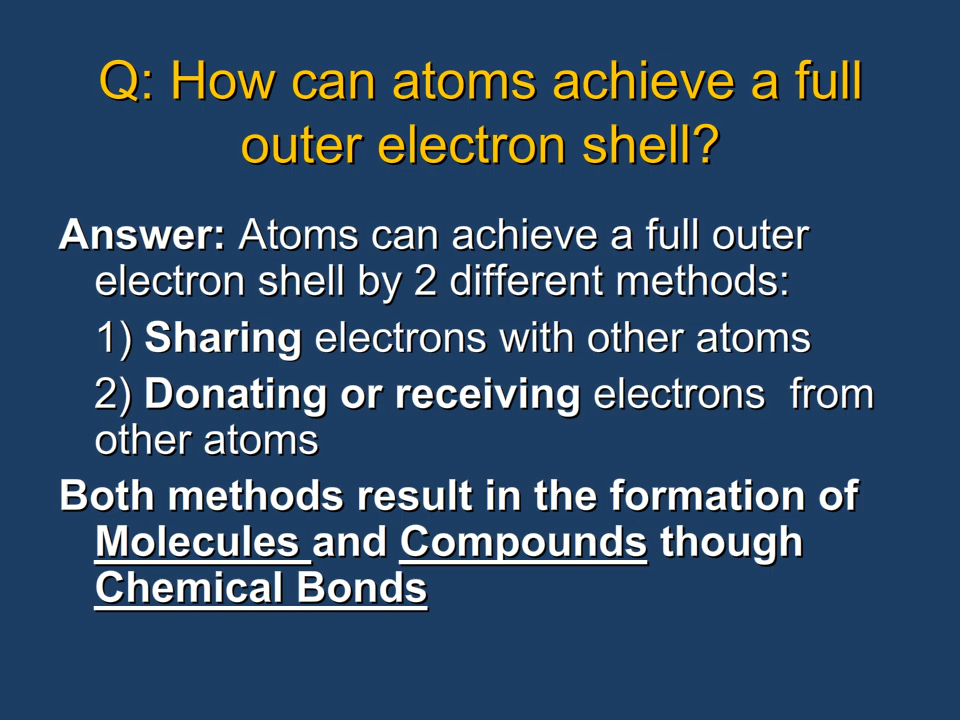 Q: How can atoms achieve a full
outer electron shell?
Answer: Atoms can achieve a full outer
electron shell by 2 different methods:
1) Sharing electrons with other atoms
2) Donating or receiving electrons  from
other atoms
Both methods result in the formation of
Molecules and Compounds though
Chemical Bonds